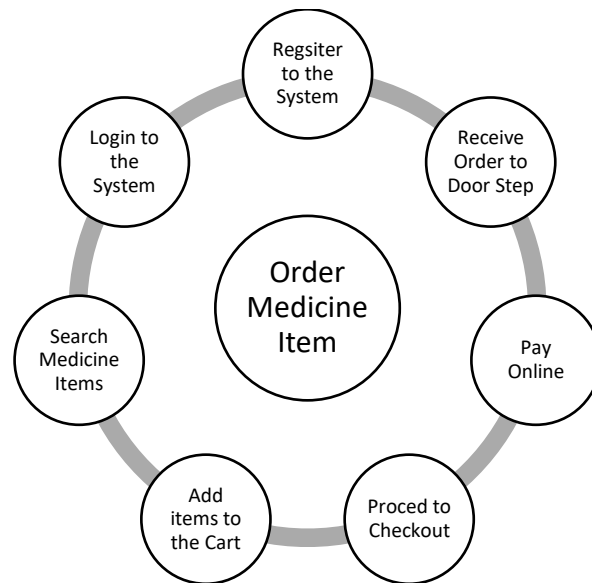 Regsiter
to the
System
Login to
the
System
Receive
Order to
Door Step
Order
Medicine
Item
Search
Medicine
Items
Pay
Online
Add
items to
the Cart
Proced to
Checkout